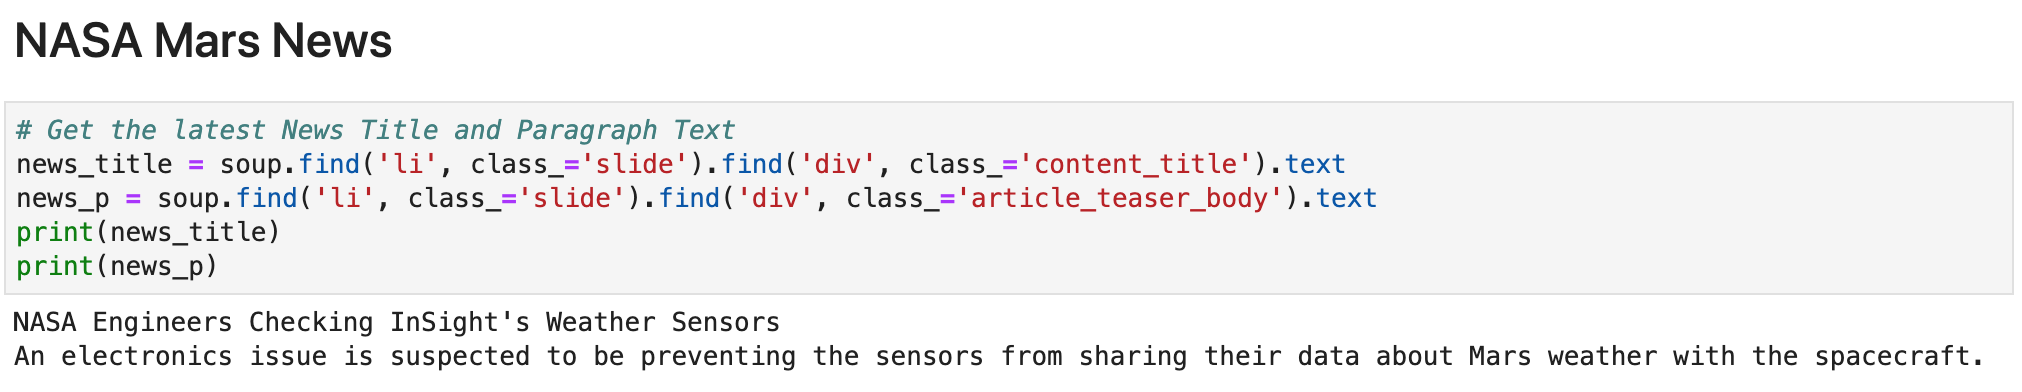 NASA Mars News
# Get the latest News Title and Paragraph Text
news_title = soup.find('li', class_='slide').find('div', class_='content_title').text
news_p = soup.find('li', class_='slide').find('div', class_='article_teaser_body').text
print(news_title)
print(news_p)
NASA Engineers Checking InSight's Weather Sensors
An electronics issue is suspected to be preventing the sensors from sharing their data about Mars weather with the spacecraft.